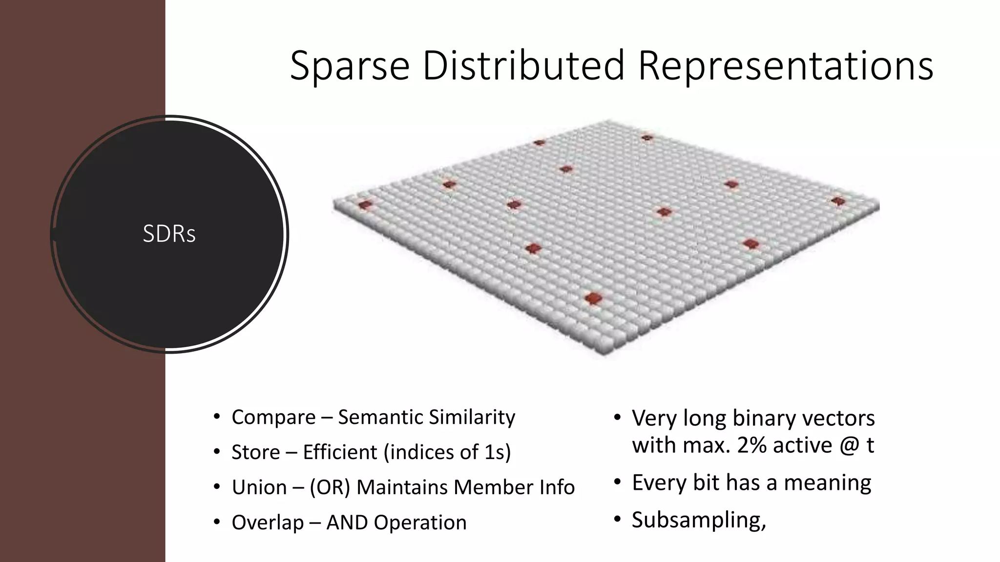 Sparse Distributed Representations
SDRs
• Compare – Semantic Similarity
• Store – Efficient (indices of 1s)
• Union – (OR) Maintains Member Info
• Overlap – AND Operation
• Very long binary vectors
with max. 2% active @ t
• Every bit has a meaning
• Subsampling,